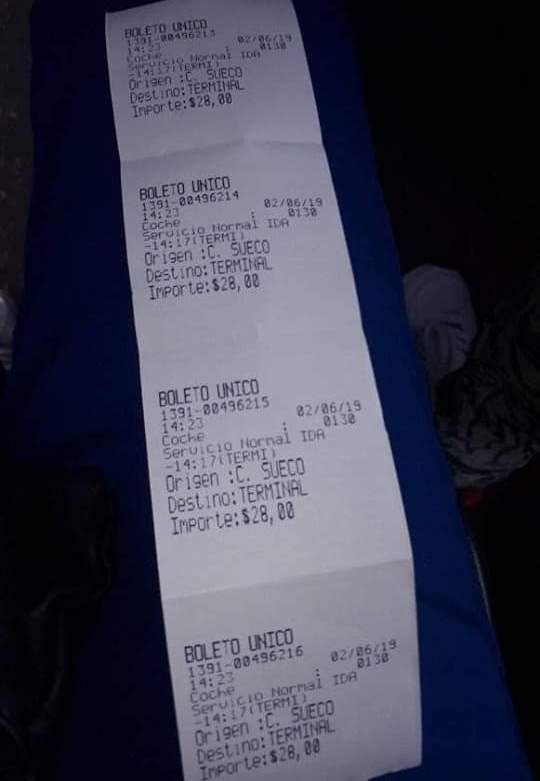 BOLETO UNICO
1391-00496213
14:23 : 02/06/19
Coche 0130
Servicio Normal IDA
-14:17(TERMI)
Origen :C. SUECO
Destino:TERMINAL
Importe:$28,00
BOLETO UNICO
1391-00496214
14:23 : 02/06/19
Coche 0130
Servicio Normal IDA
-14:17(TERMI)
Origen :C. SUECO
Destino:TERMINAL
Importe:$28,00
BOLETO UNICO
1391-00496215
14:23 : 02/06/19
Coche 0130
Servicio Normal IDA
-14:17(TERMI)
Origen :C. SUECO
Destino:TERMINAL
Importe:$28,00
BOLETO UNICO
1391-00496216
14:23 : 02/06/19
Coche 0130
Servicio Normal IDA
-14:17(TERMI)
Origen :C. SUECO
Destino:TERMINAL
Importe:$28,00